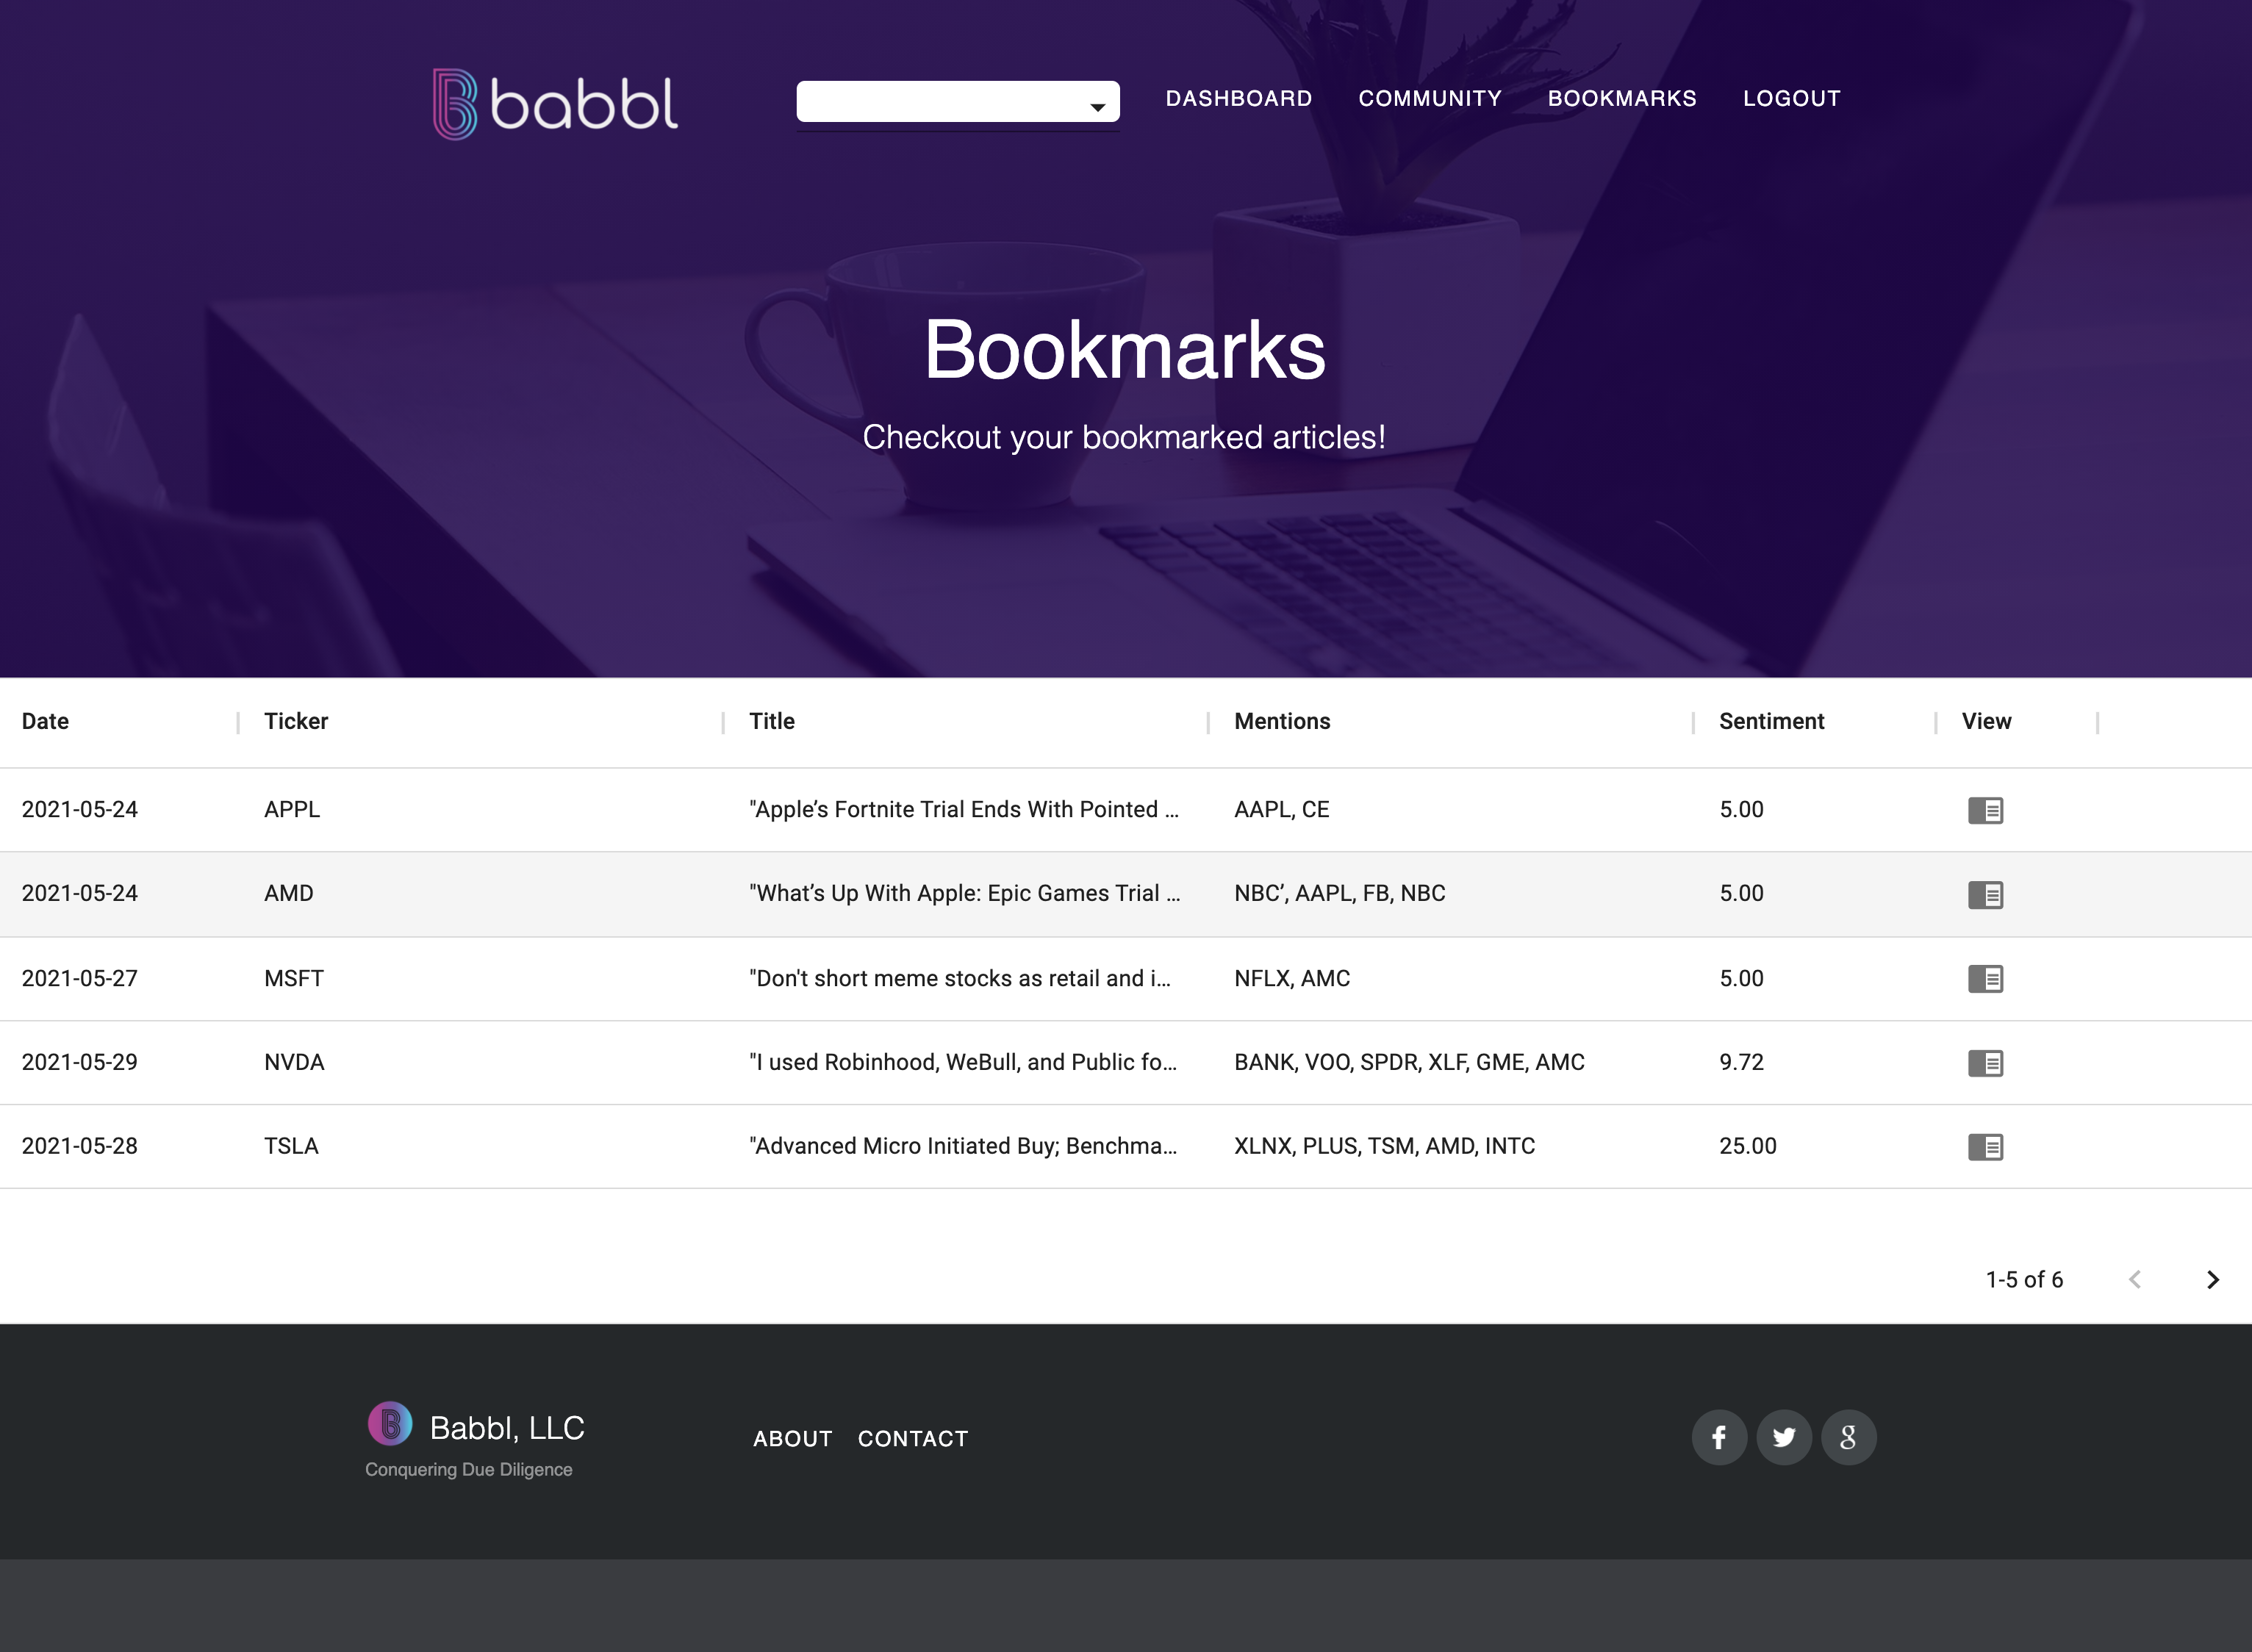 babbl
DASHBOARD COMMUNITY BOOKMARKS LOGOUT
Bookmarks
Checkout your bookmarked articles!
Date Ticker Title Mentions Sentiment View
2021-05-24 APPL "Apple’s Fortnite Trial Ends With Pointed ... AAPL, CE 5.00
2021-05-24 AMD "What’s Up With Apple: Epic Games Trial ... NBC’, AAPL, FB, NBC 5.00
2021-05-27 MSFT "Don't short meme stocks as retail and i... NFLX, AMC 5.00
2021-05-29 NVDA "I used Robinhood, WeBull, and Public fo... BANK, VOO, SPDR, XLF, GME, AMC 9.72
2021-05-28 TSLA "Advanced Micro Initiated Buy; Benchma... XLNX, PLUS, TSM, AMD, INTC 25.00
1-5 of 6
Babbl, LLC
Conquering Due Diligence
ABOUT CONTACT